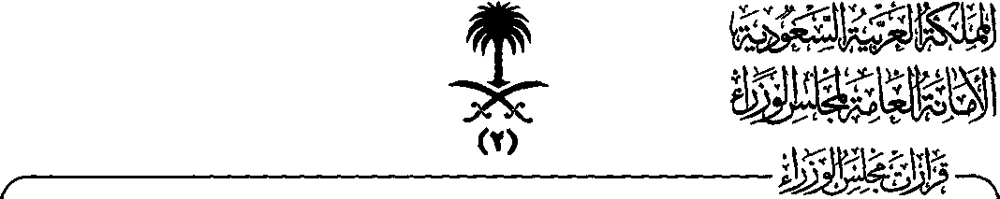 المملكة العربية السعودية
الأمانة العامة لمجلس الوزراء
(٢)
قرارات مجلس الوزراء